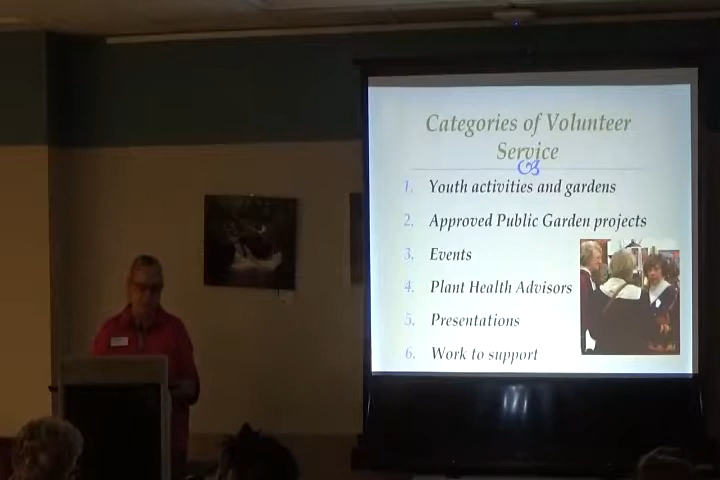 Categories of Volunteer
Service
1. Youth activities and gardens
2. Approved Public Garden projects
3. Events
4. Plant Health Advisors
5. Presentations
6. Work to support